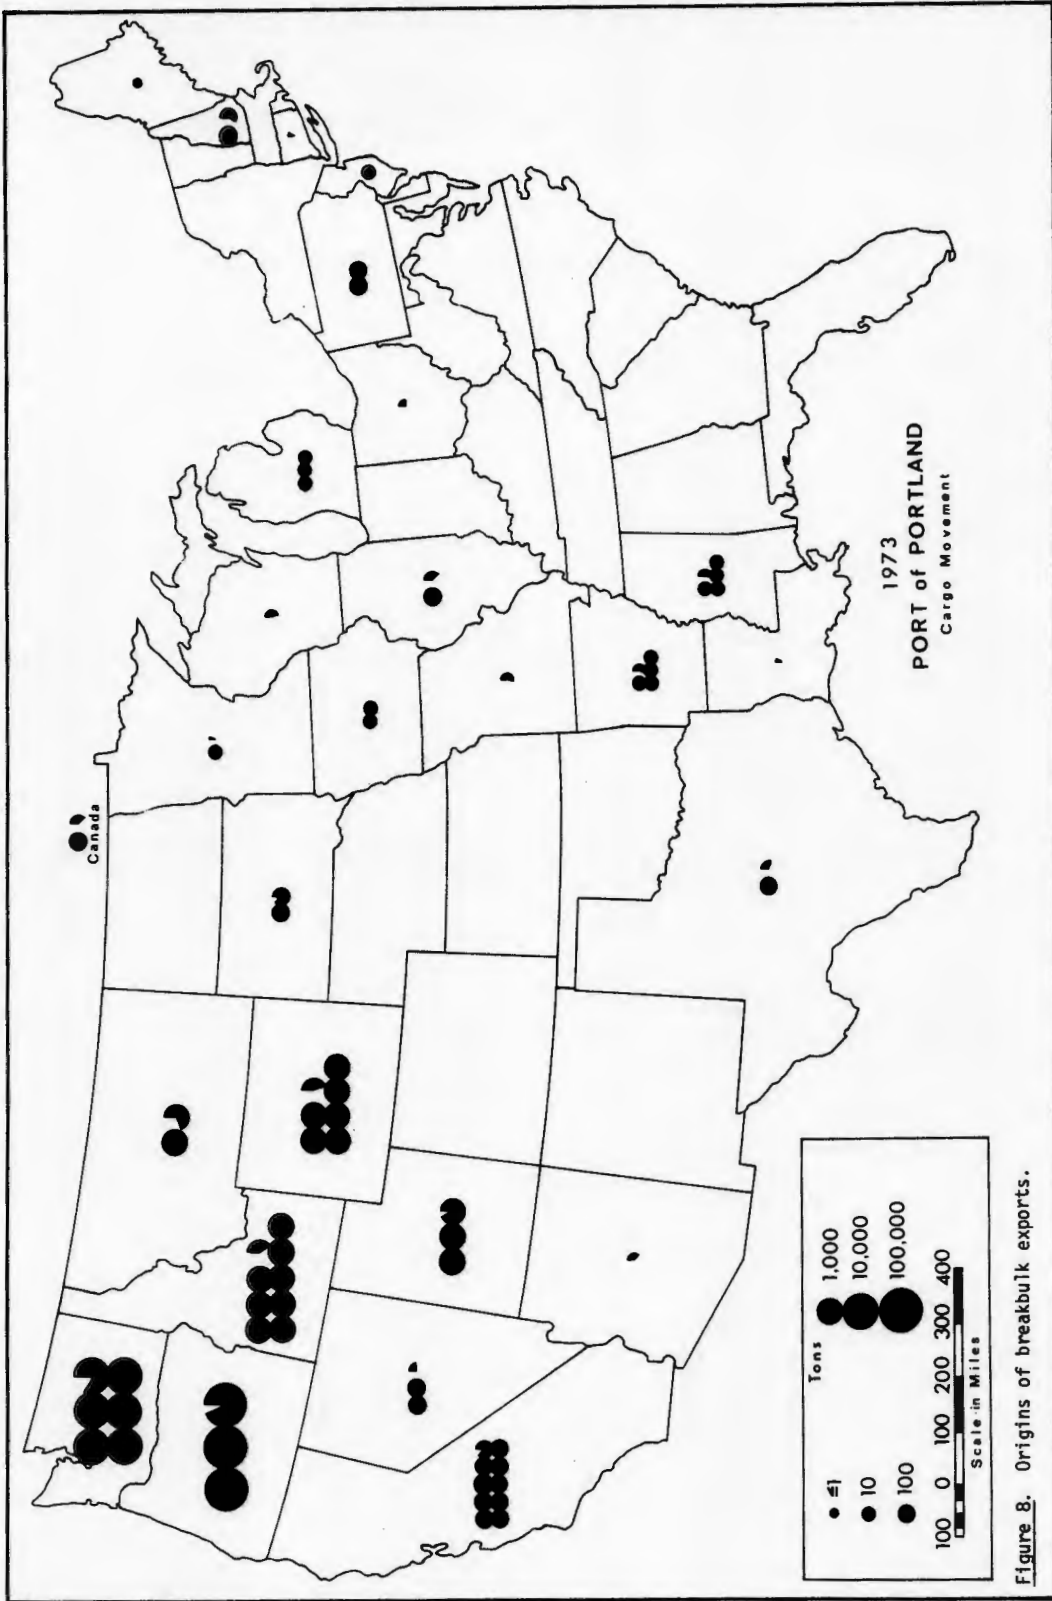 Canada
1973
PORT of PORTLAND
Cargo Movement
Tons
≤1
10
100
1,000
10,000
100,000
100 0 100 200 300 400
Scale in Miles
Figure 8. Origins of breakbulk exports.